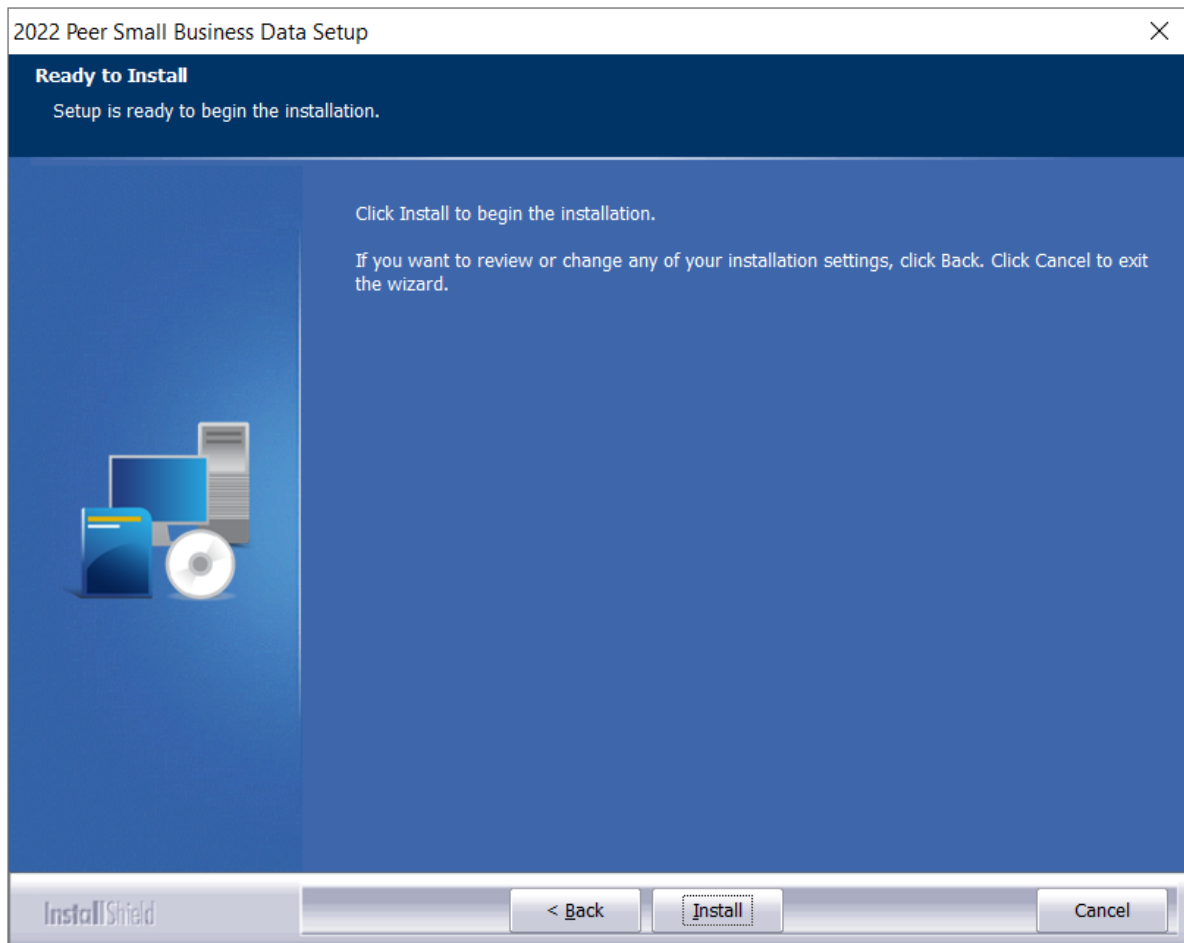 2022 Peer Small Business Data Setup
Ready to Install
Setup is ready to begin the installation.
Click Install to begin the installation.
If you want to review or change any of your installation settings, click Back. Click Cancel to exit
the wizard.
InstallShield
< Back
Install
Cancel